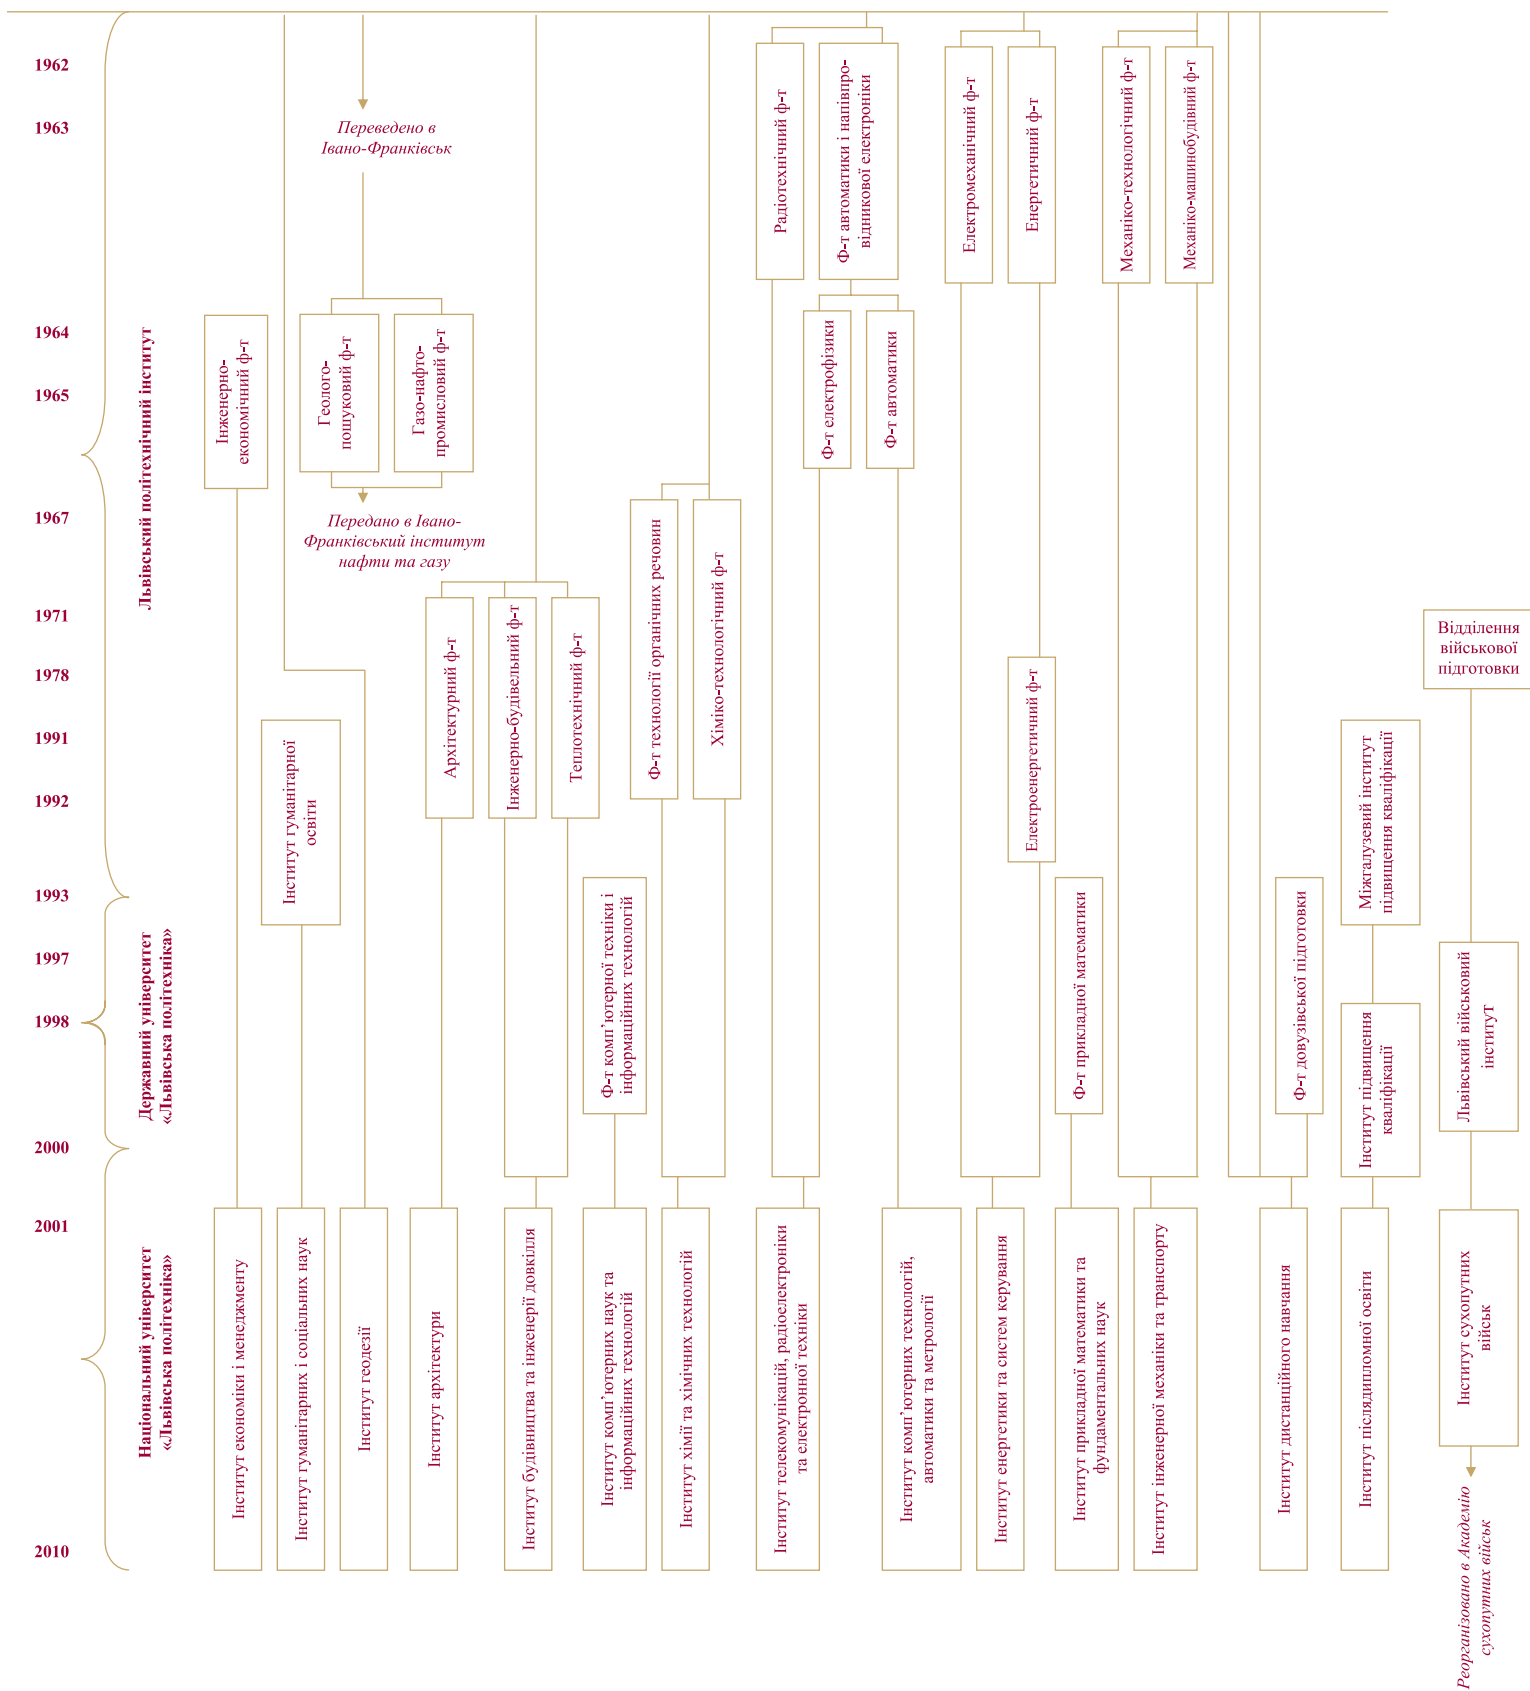 1962
1963
1964
1965
1967
1971
1978
1991
1992
1993
1997
1998
2000
2001
2010
Львівський політехнічний інститут
Державний університет
«Львівська політехніка»
Національний університет
«Львівська політехніка»
Переведено в
Івано-Франківськ
Радіотехнічний ф-т
Ф-т автоматики і напівпро-
відникової електроніки
Електромеханічний ф-т
Енергетичний ф-т
Механіко-технологічний ф-т
Механіко-машинобудівний ф-т
Інженерно-
економічний ф-т
Геолого-
пошуковий ф-т
Газо-нафто-
промисловий ф-т
Ф-т електрофізики
Ф-т автоматики
Передано в Івано-
Франківський інститут
нафти та газу
Ф-т технології органічних речовин
Хіміко-технологічний ф-т
Архітектурний ф-т
Інженерно-будівельний ф-т
Теплотехнічний ф-т
Відділення
військової
підготовки
Електроенергетичний ф-т
Інститут гуманітарної
освіти
Міжгалузевий інститут
підвищення кваліфікації
Ф-т комп’ютерної техніки і
інформаційних технологій
Ф-т прикладної математики
Ф-т довузівської підготовки
Львівський військовий
інститут
Інститут підвищення
кваліфікації
Інститут економіки і менеджменту
Інститут гуманітарних і соціальних наук
Інститут геодезії
Інститут архітектури
Інститут будівництва та інженерії довкілля
Інститут комп’ютерних наук та
інформаційних технологій
Інститут хімії та хімічних технологій
Інститут телекомунікацій, радіоелектроніки
та електронної техніки
Інститут комп’ютерних технологій,
автоматики та метрології
Інститут енергетики та систем керування
Інститут прикладної математики та
фундаментальних наук
Інститут інженерної механіки та транспорту
Інститут дистанційного навчання
Інститут післядипломної освіти
Інститут сухопутних
військ
Реорганізовано в Академію
сухопутних військ